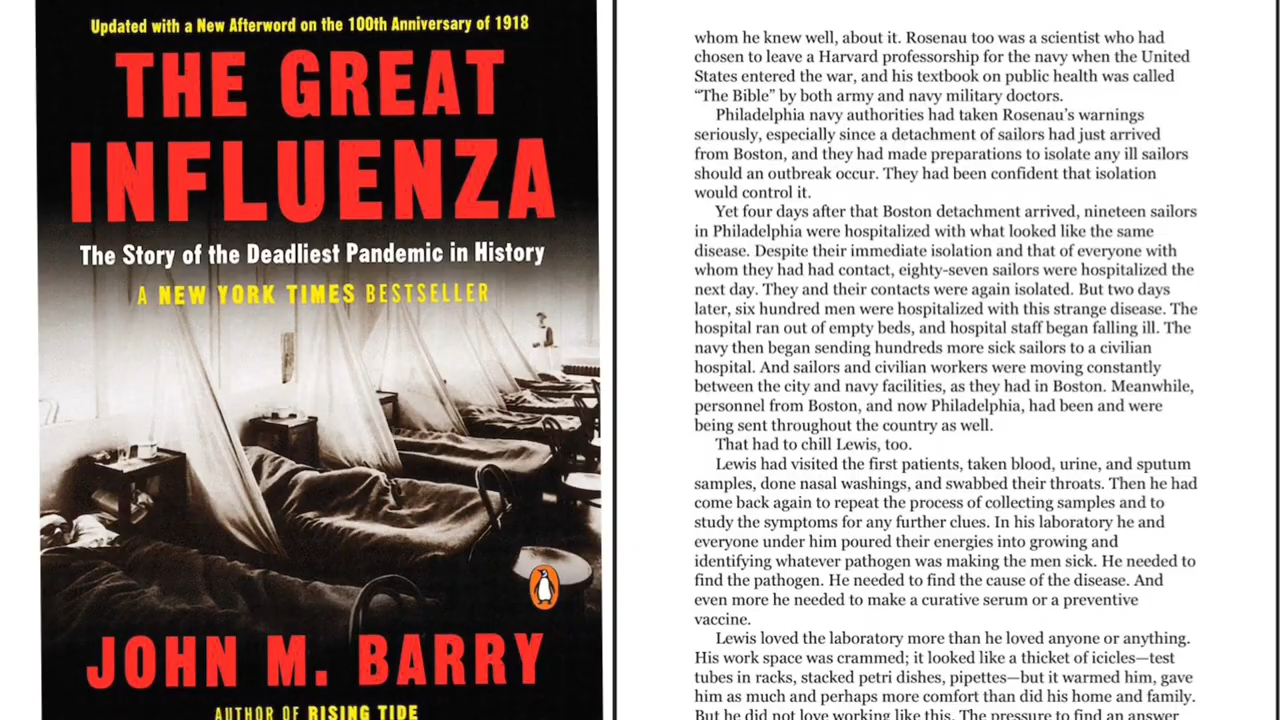 Updated with a New Afterword on the 100th Anniversary of 1918
THE GREAT
INFLUENZA
The Story of the Deadliest Pandemic in History
A NEW YORK TIMES BESTSELLER
JOHN M. BARRY
AUTHOR OF RISING TIDE
whom he knew well, about it. Rosenau too was a scientist who had
chosen to leave a Harvard professorship for the navy when the United
States entered the war, and his textbook on public health was called
“The Bible” by both army and navy military doctors.
Philadelphia navy authorities had taken Rosenau’s warnings
seriously, especially since a detachment of sailors had just arrived
from Boston, and they had made preparations to isolate any ill sailors
should an outbreak occur. They had been confident that isolation
would control it.
Yet four days after that Boston detachment arrived, nineteen sailors
in Philadelphia were hospitalized with what looked like the same
disease. Despite their immediate isolation and that of everyone with
whom they had had contact, eighty-seven sailors were hospitalized the
next day. They and their contacts were again isolated. But two days
later, six hundred men were hospitalized with this strange disease. The
hospital ran out of empty beds, and hospital staff began falling ill. The
navy then began sending hundreds more sick sailors to a civilian
hospital. And sailors and civilian workers were moving constantly
between the city and navy facilities, as they had in Boston. Meanwhile,
personnel from Boston, and now Philadelphia, had been and were
being sent throughout the country as well.
That had to chill Lewis, too.
Lewis had visited the first patients, taken blood, urine, and sputum
samples, done nasal washings, and swabbed their throats. Then he had
come back again to repeat the process of collecting samples and to
study the symptoms for any further clues. In his laboratory he and
everyone under him poured their energies into growing and
identifying whatever pathogen was making the men sick. He needed to
find the pathogen. He needed to find the cause of the disease. And
even more he needed to make a curative serum or a preventive
vaccine.
Lewis loved the laboratory more than he loved anyone or anything.
His work space was crammed; it looked like a thicket of icicles—test
tubes in racks, stacked petri dishes, pipettes—but it warmed him, gave
him as much and perhaps more comfort than did his home and family.
But he did not love working like this. The pressure to find an answer